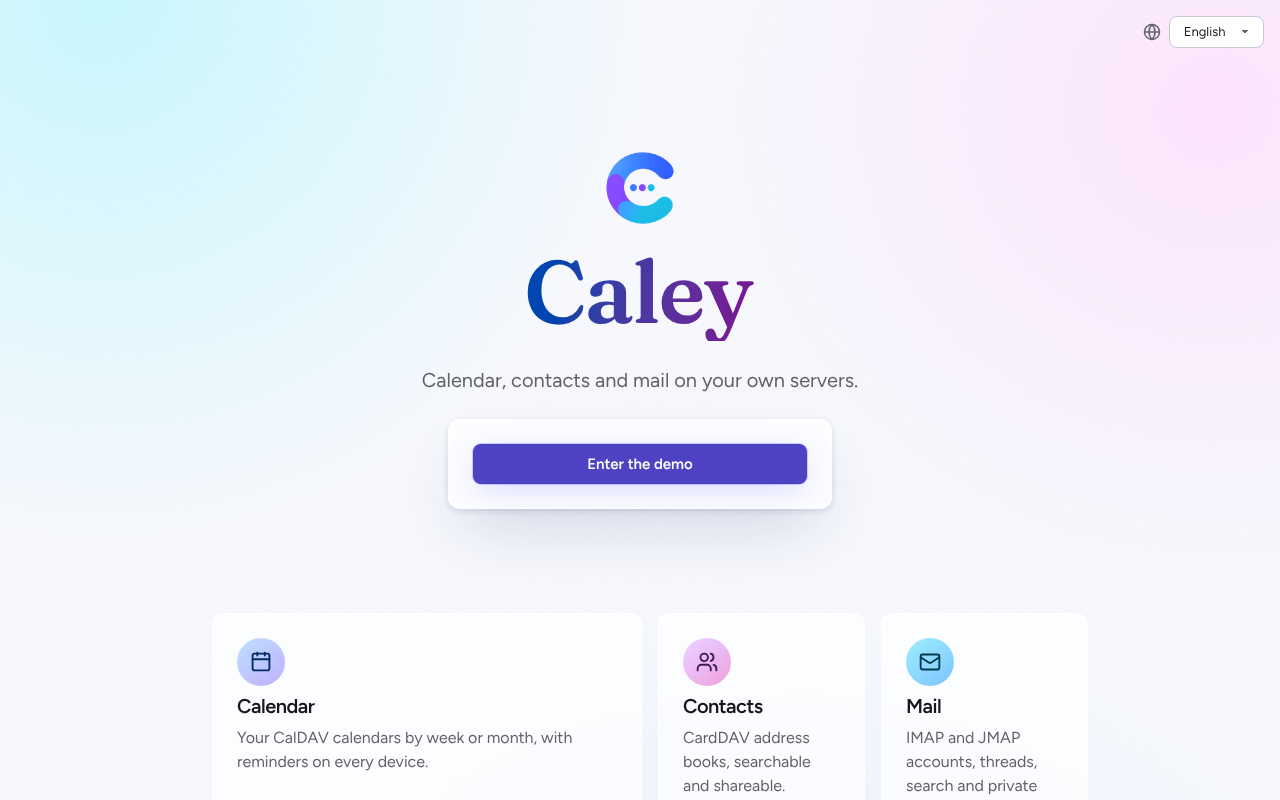 English
Caley
Calendar, contacts and mail on your own servers.
Enter the demo
Calendar
Your CalDAV calendars by week or month, with
reminders on every device.
Contacts
CardDAV address
books, searchable
and shareable.
Mail
IMAP and JMAP
accounts, threads,
search and private